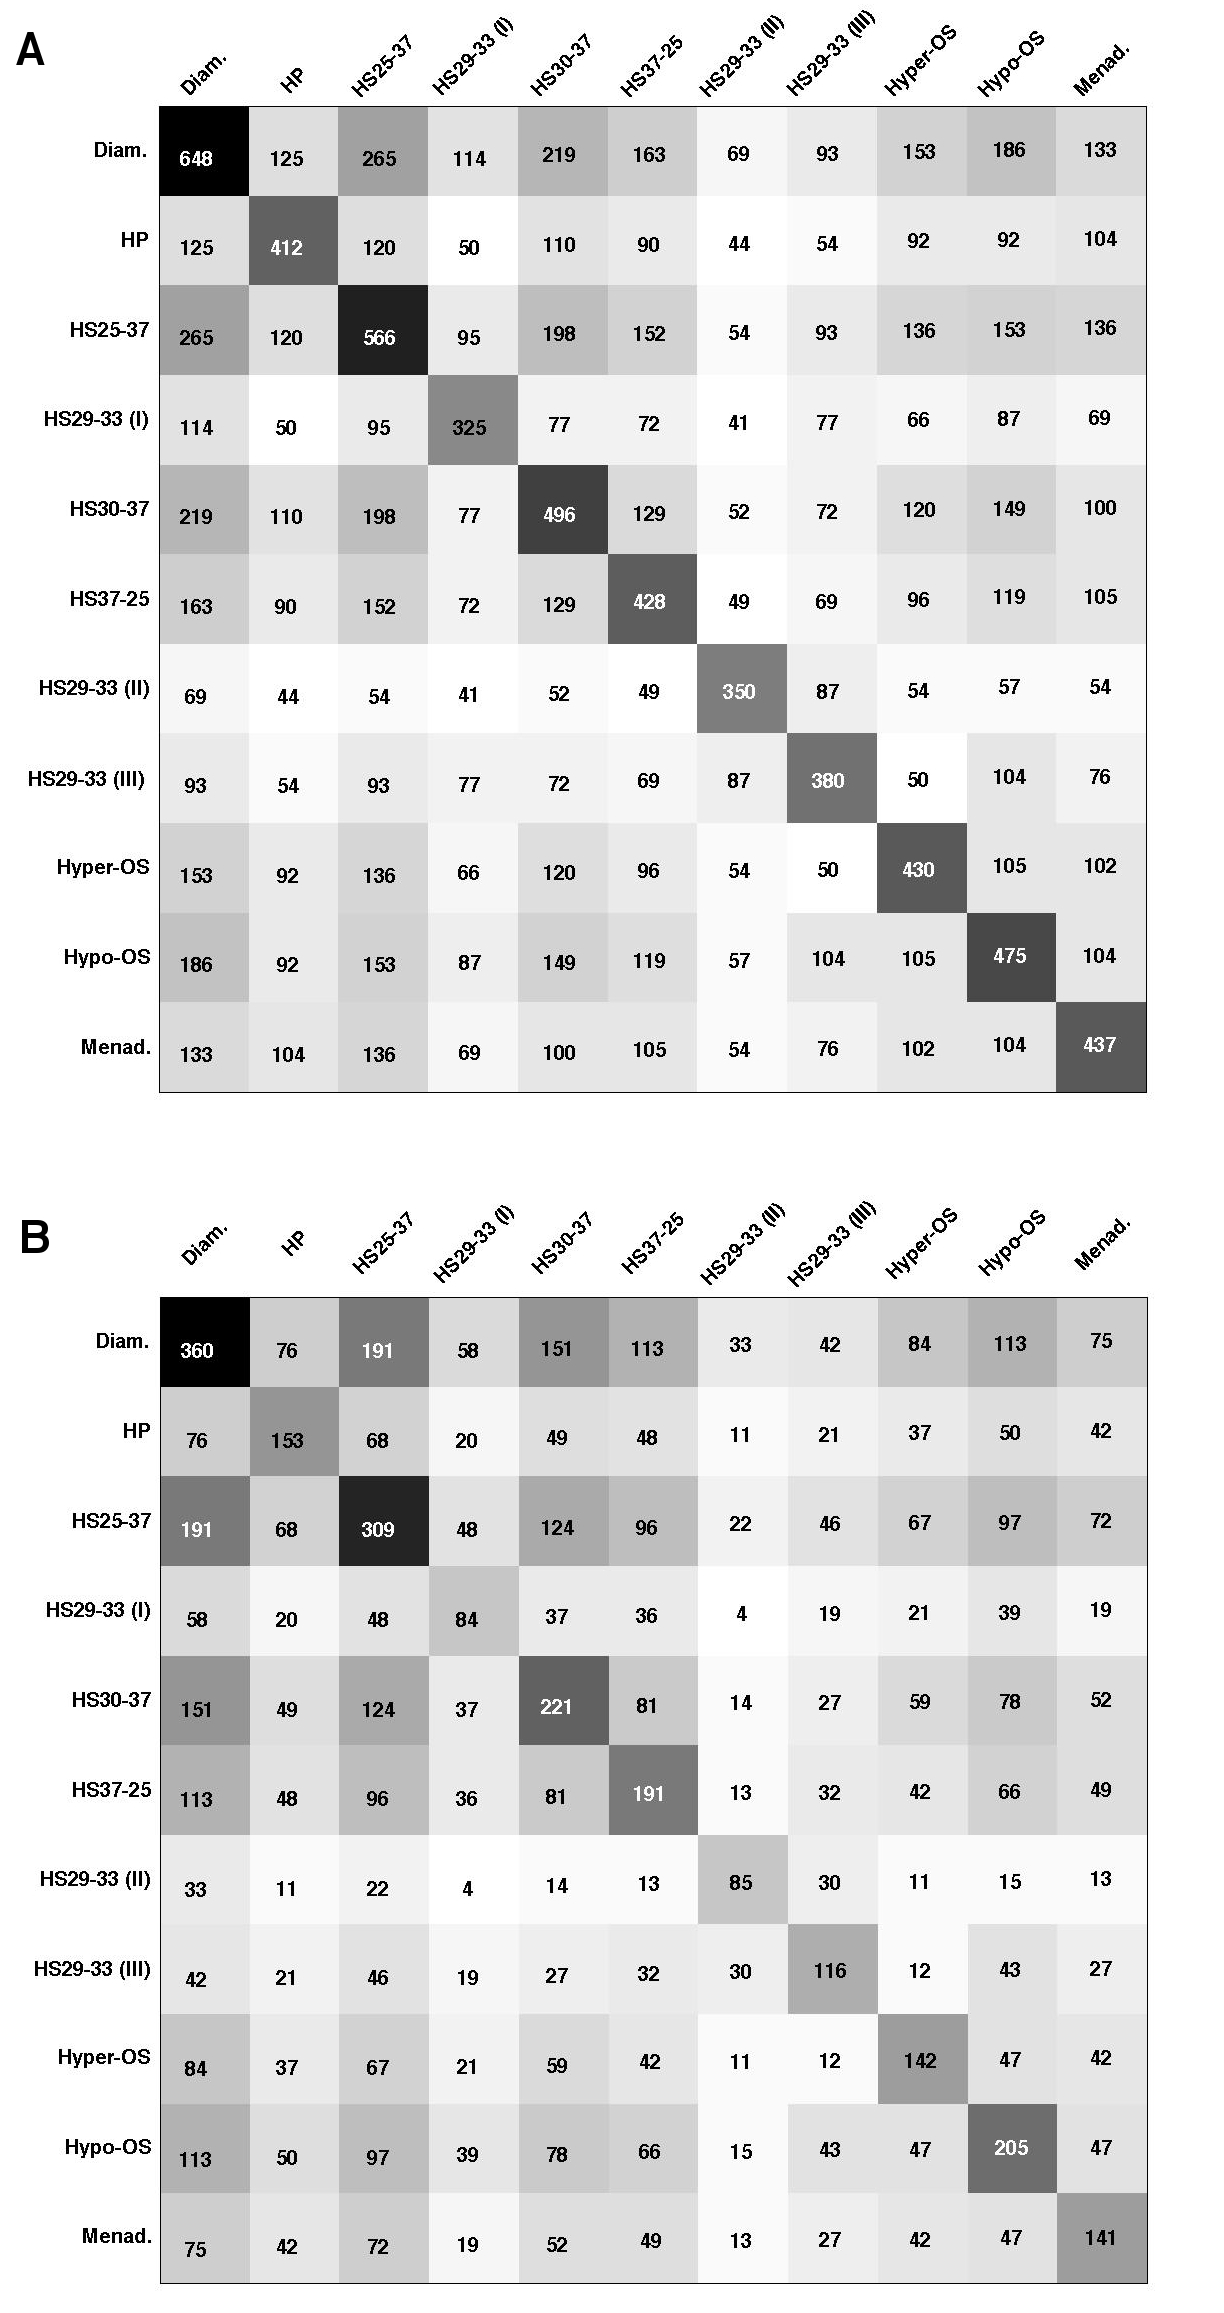 A
Diam. HP HS25-37 HS29-33 (I) HS30-37 HS37-25 HS29-33 (II) HS29-33 (III) Hyper-OS Hypo-OS Menad.
Diam. 648 125 265 114 219 163 69 93 153 186 133
HP 125 412 120 50 110 90 44 54 92 92 104
HS25-37 265 120 566 95 198 152 54 93 136 153 136
HS29-33 (I) 114 50 95 325 77 72 41 77 66 87 69
HS30-37 219 110 198 77 496 129 52 72 120 149 100
HS37-25 163 90 152 72 129 428 49 69 96 119 105
HS29-33 (II) 69 44 54 41 52 49 350 87 54 57 54
HS29-33 (III) 93 54 93 77 72 69 87 380 50 104 76
Hyper-OS 153 92 136 66 120 96 54 50 430 105 102
Hypo-OS 186 92 153 87 149 119 57 104 105 475 104
Menad. 133 104 136 69 100 105 54 76 102 104 437
B
Diam. HP HS25-37 HS29-33 (I) HS30-37 HS37-25 HS29-33 (II) HS29-33 (III) Hyper-OS Hypo-OS Menad.
Diam. 360 76 191 58 151 113 33 42 84 113 75
HP 76 153 68 20 49 48 11 21 37 50 42
HS25-37 191 68 309 48 124 96 22 46 67 97 72
HS29-33 (I) 58 20 48 84 37 36 4 19 21 39 19
HS30-37 151 49 124 37 221 81 14 27 59 78 52
HS37-25 113 48 96 36 81 191 13 32 42 66 49
HS29-33 (II) 33 11 22 4 14 13 85 30 11 15 13
HS29-33 (III) 42 21 46 19 27 32 30 116 12 43 27
Hyper-OS 84 37 67 21 59 42 11 12 142 47 42
Hypo-OS 113 50 97 39 78 66 15 43 47 205 47
Menad. 75 42 72 19 52 49 13 27 42 47 141